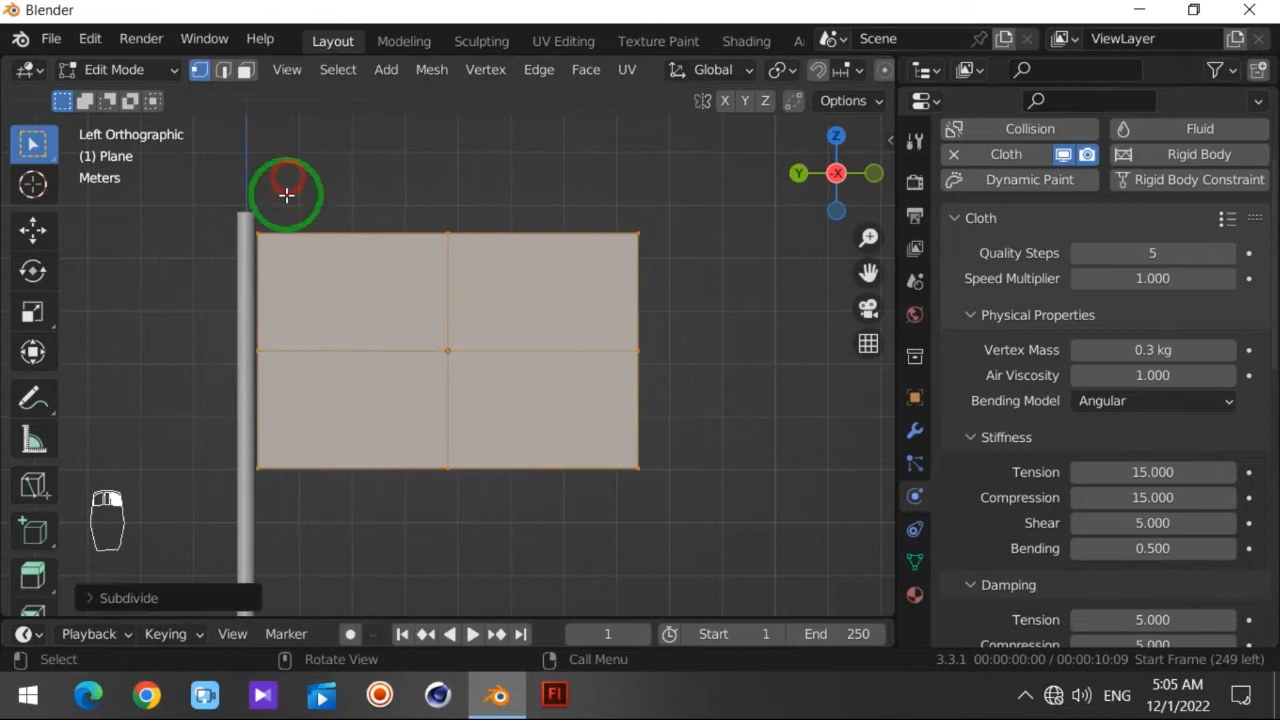 Blender
File Edit Render Window Help Layout Modeling Sculpting UV Editing Texture Paint Shading A Scene ViewLayer
Edit Mode View Select Add Mesh Vertex Edge Face UV Global
X Y Z Options
Left Orthographic
(1) Plane
Meters
Z
Y
-X
Collision Fluid
Cloth Rigid Body
Dynamic Paint Rigid Body Constraint
Cloth
Quality Steps 5
Speed Multiplier 1.000
Physical Properties
Vertex Mass 0.3 kg
Air Viscosity 1.000
Bending Model Angular
Stiffness
Tension 15.000
Compression 15.000
Shear 5.000
Bending 0.500
Damping
Tension 5.000
Compression 5.000
Subdivide
Playback Keying View Marker 1 Start 1 End 250
Select Rotate View Call Menu 3.3.1 00:00:00:00 / 00:00:10:09 Start Frame (249 left)
Fl ENG 5:05 AM
12/1/2022